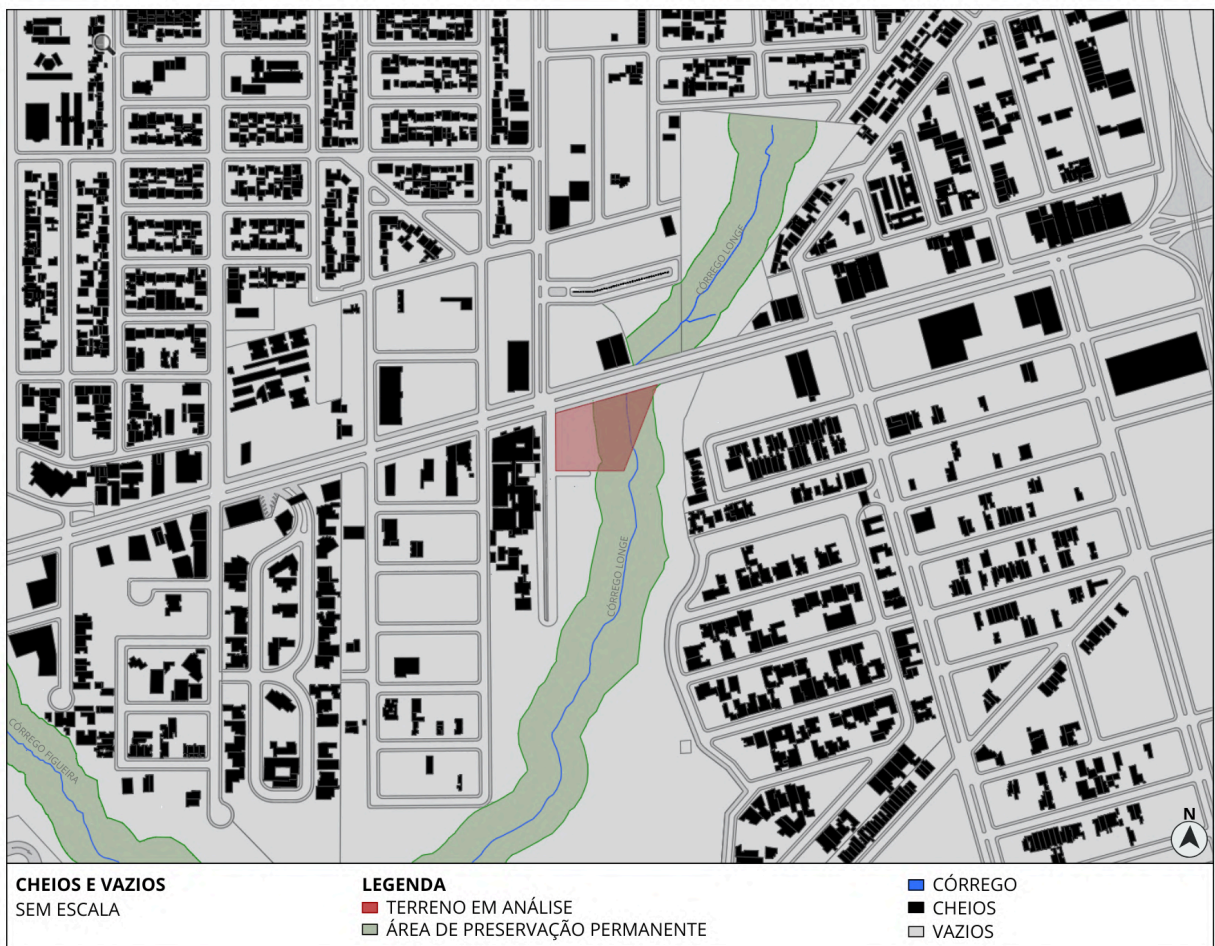 CÓRREGO LONGE
CÓRREGO LONGE
CÓRREGO FIGUEIRA
N
CHEIOS E VAZIOS
SEM ESCALA
LEGENDA
TERRENO EM ANÁLISE
ÁREA DE PRESERVAÇÃO PERMANENTE
CÓRREGO
CHEIOS
VAZIOS